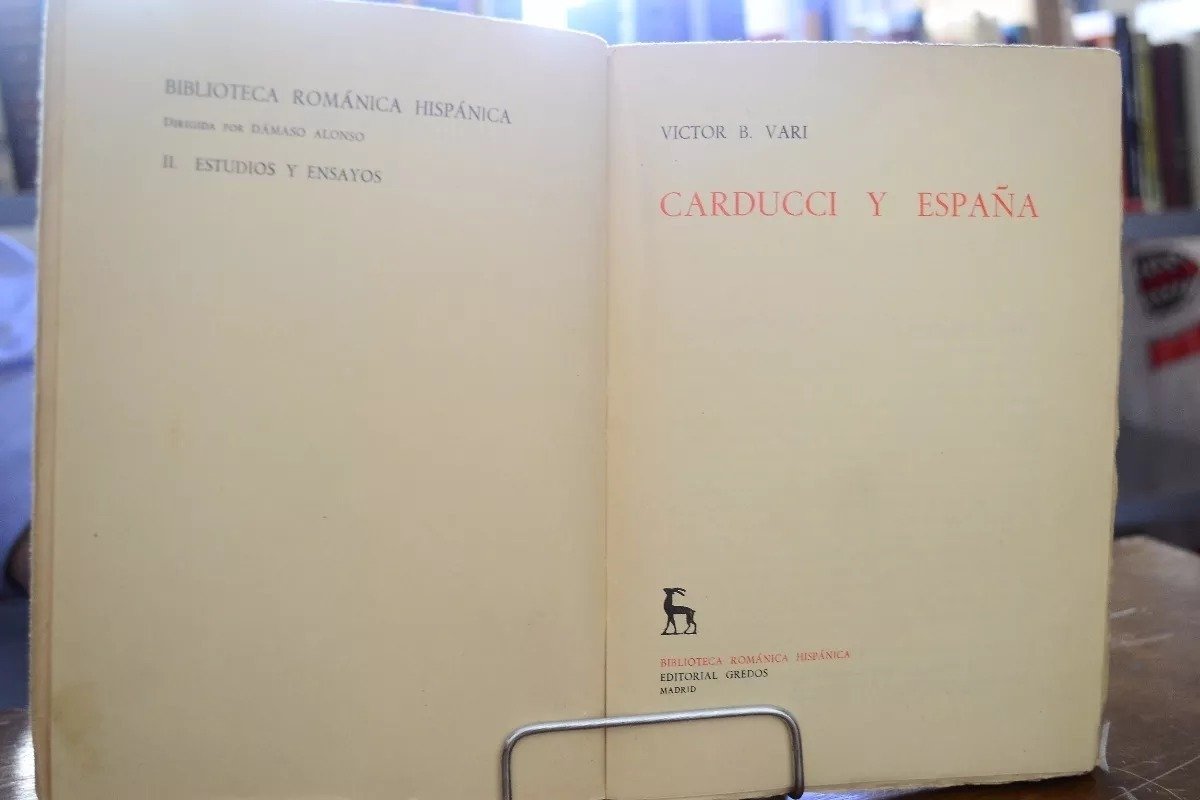 BIBLIOTECA ROMÁNICA HISPÁNICA
DIRIGIDA POR DÁMASO ALONSO
II. ESTUDIOS Y ENSAYOS
VICTOR B. VARI
CARDUCCI Y ESPAÑA
BIBLIOTECA ROMÁNICA HISPÁNICA
EDITORIAL GREDOS
MADRID